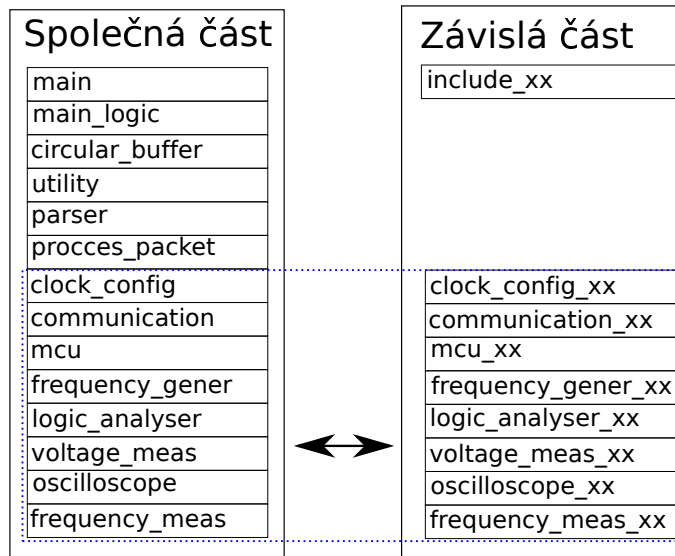 Společná část
main
main_logic
circular_buffer
utility
parser
procces_packet
clock_config
communication
mcu
frequency_gener
logic_analyser
voltage_meas
oscilloscope
frequency_meas
Závislá část
include_xx
clock_config_xx
communication_xx
mcu_xx
frequency_gener_xx
logic_analyser_xx
voltage_meas_xx
oscilloscope_xx
frequency_meas_xx